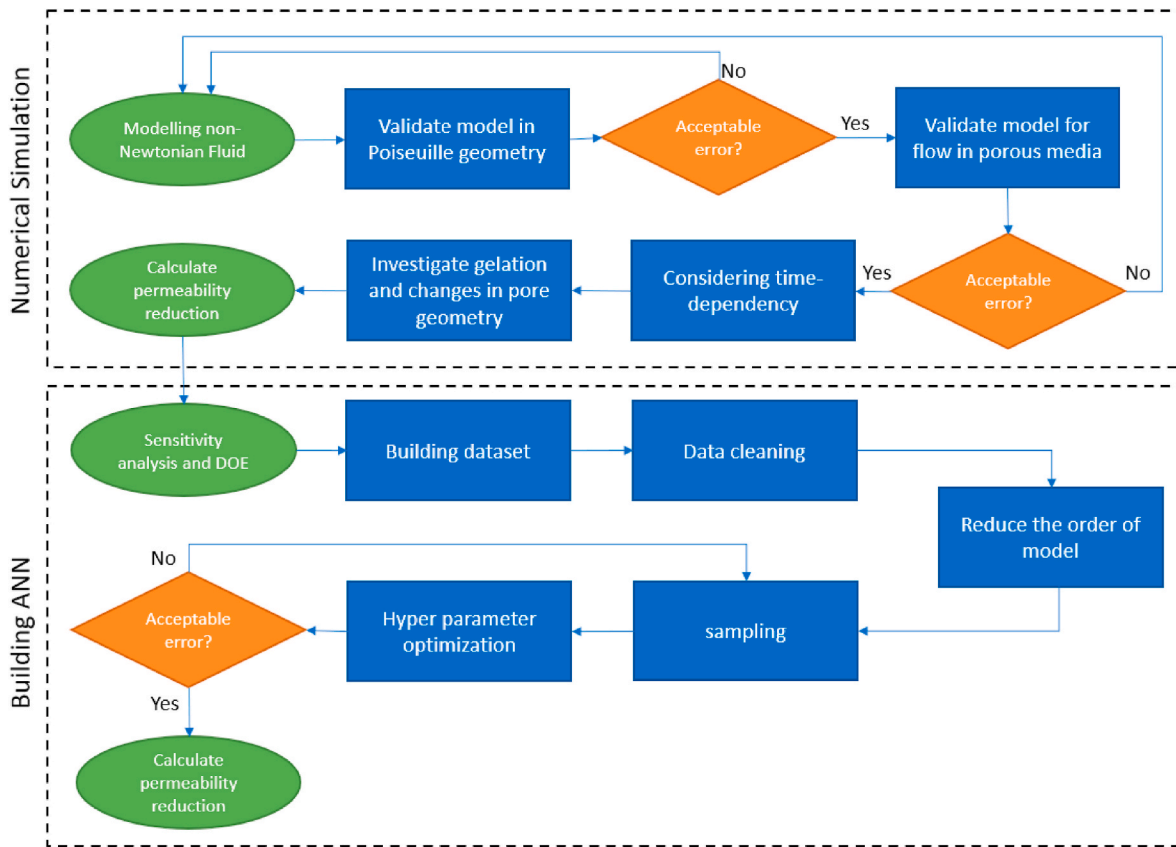 Numerical Simulation
No
Modelling non-
Newtonian Fluid
Validate model in
Poiseuille geometry
Acceptable
error?
Yes
Validate model for
flow in porous media
Calculate
permeability
reduction
Investigate gelation
and changes in pore
geometry
Considering time-
dependency
Yes
Acceptable
error?
No
Building ANN
Sensitivity
analysis and DOE
Building dataset
Data cleaning
Reduce the order of
model
No
Acceptable
error?
Hyper parameter
optimization
sampling
Yes
Calculate
permeability
reduction